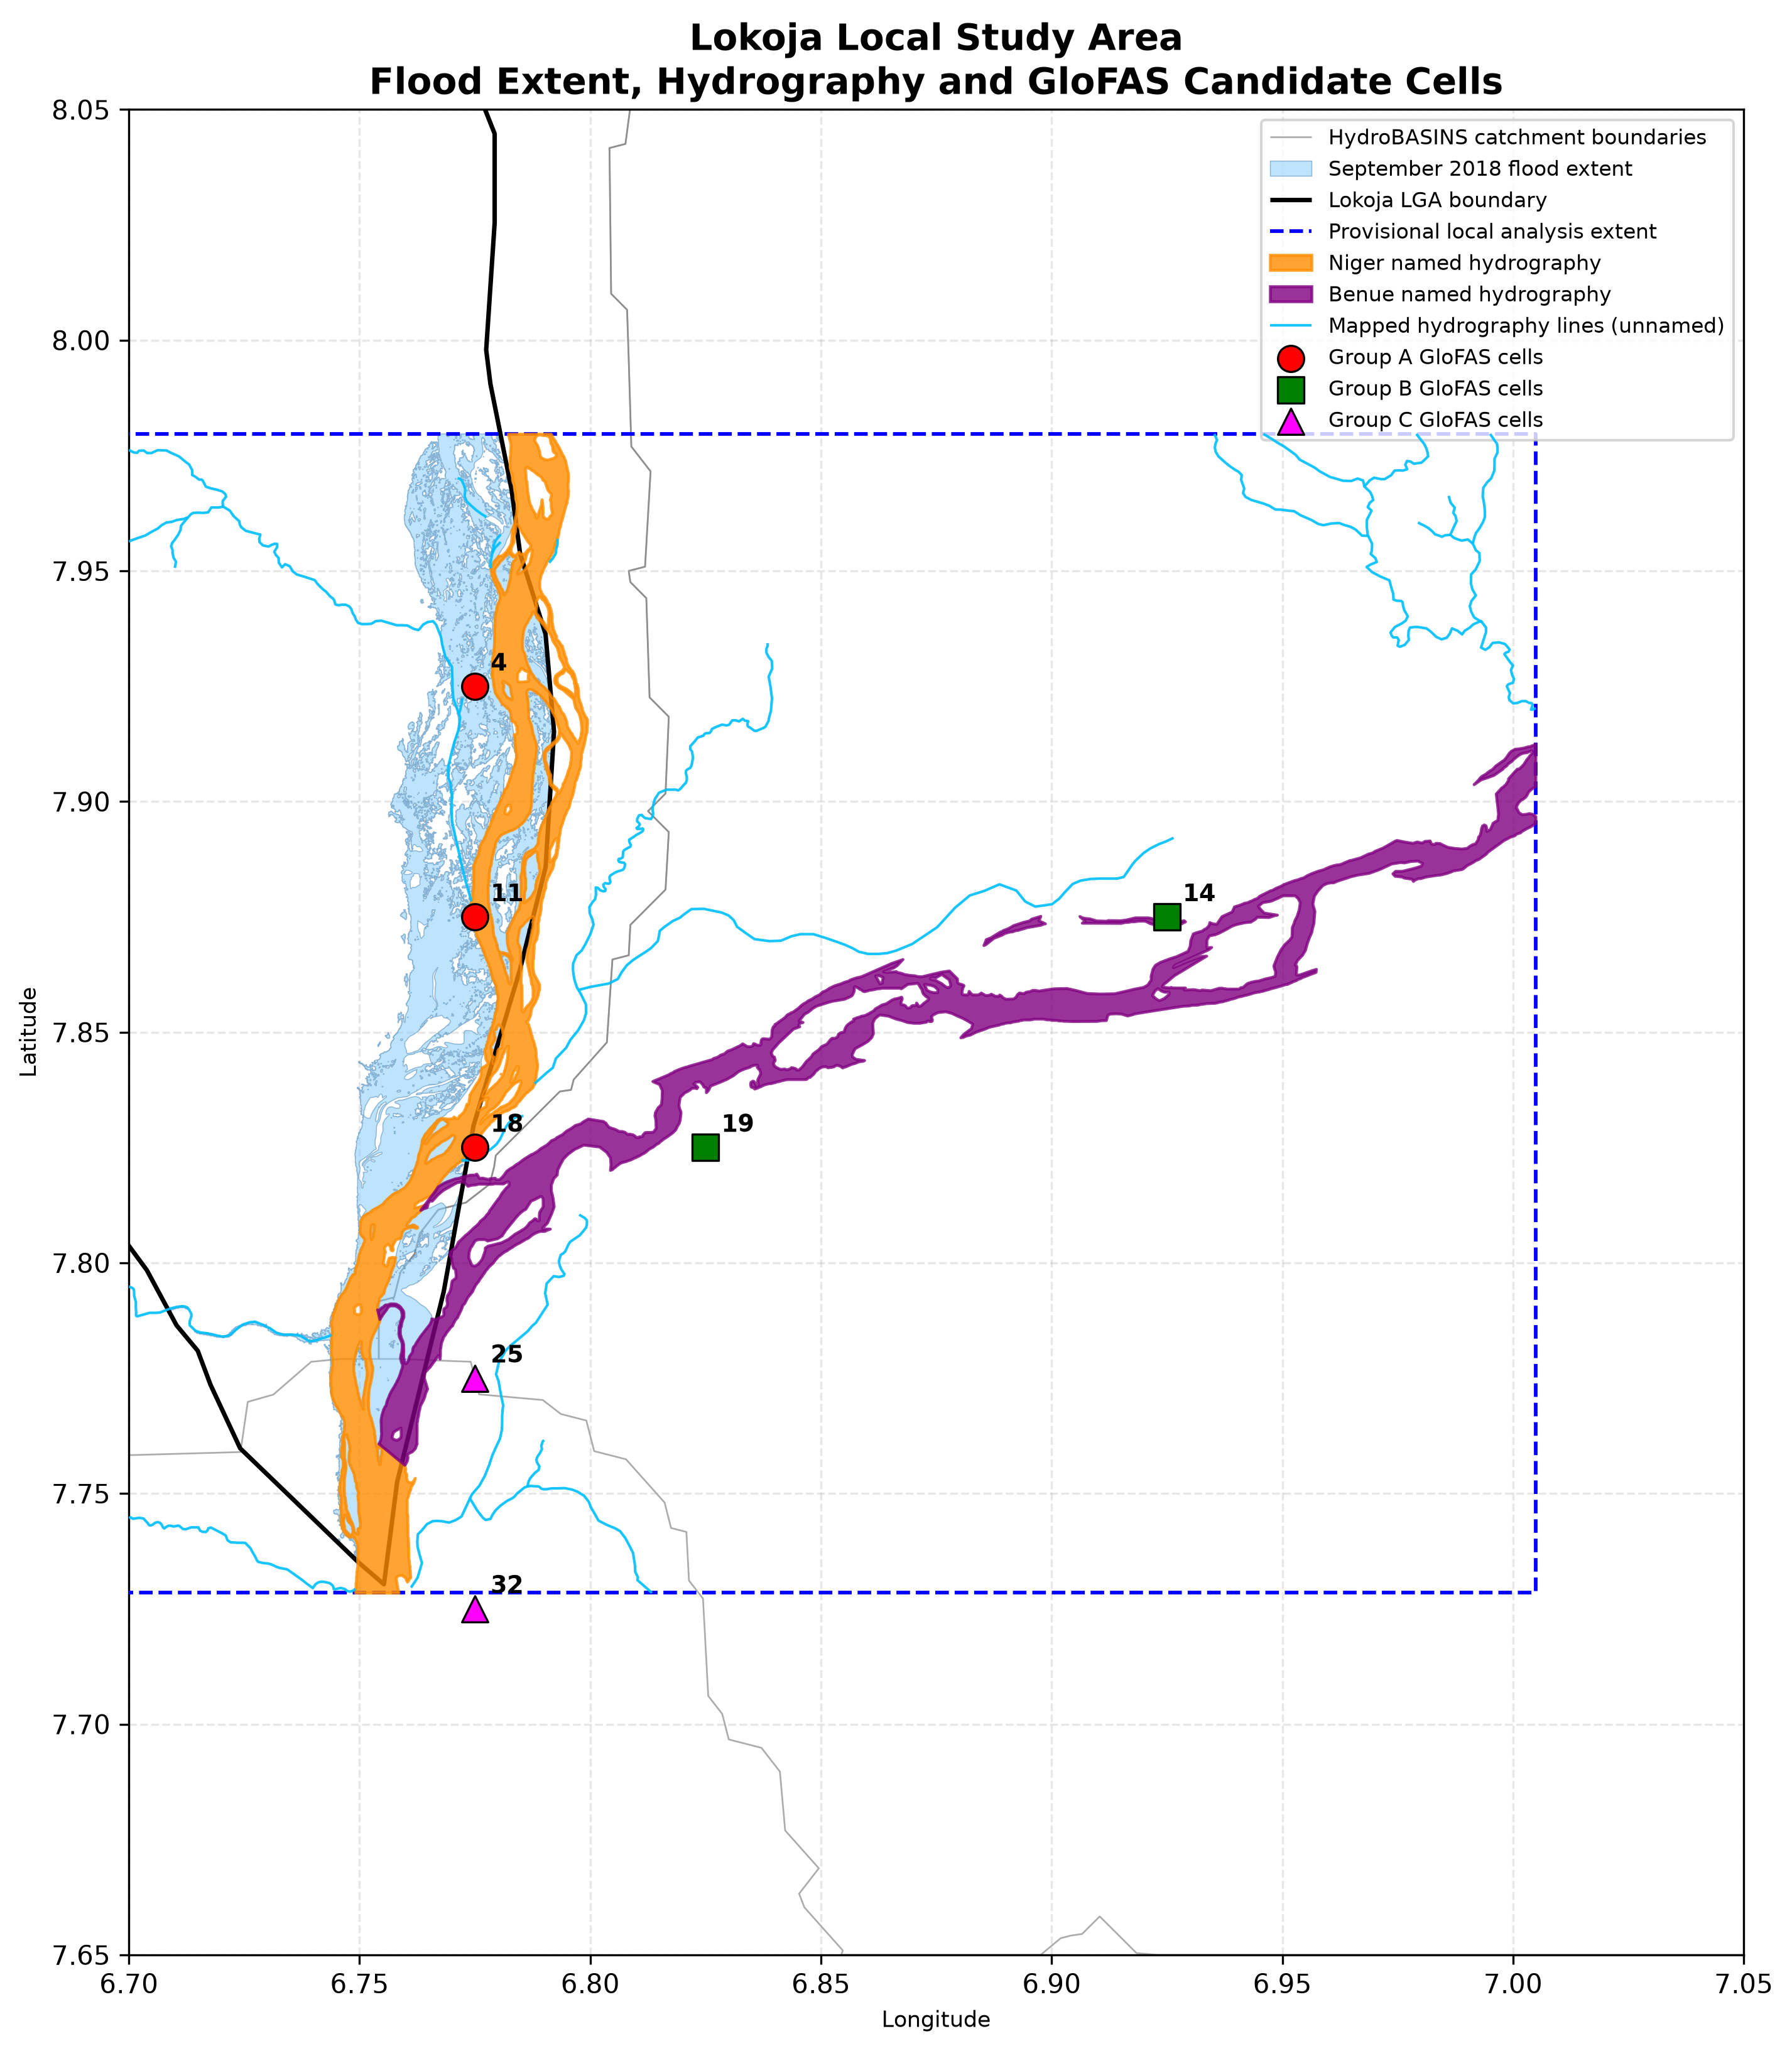 Lokoja Local Study Area
Flood Extent, Hydrography and GloFAS Candidate Cells
HydroBASINS catchment boundaries
September 2018 flood extent
Lokoja LGA boundary
Provisional local analysis extent
Niger named hydrography
Benue named hydrography
Mapped hydrography lines (unnamed)
Group A GloFAS cells
Group B GloFAS cells
Group C GloFAS cells
8.05
8.00
7.95
7.90
7.85
7.80
7.75
7.70
7.65
Latitude
4
11
14
18
19
25
32
6.70
6.75
6.80
6.85
6.90
6.95
7.00
7.05
Longitude